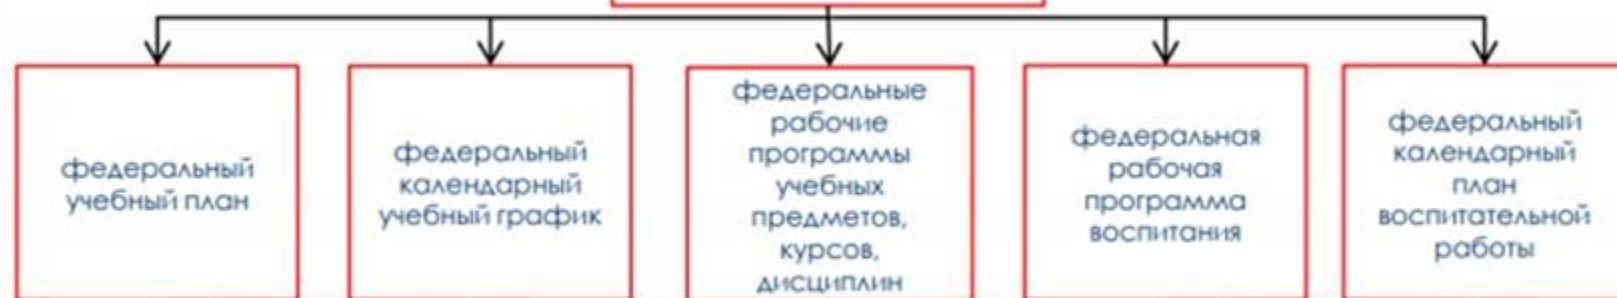 федеральный
учебный план
федеральный
календарный
учебный график
федеральные
рабочие
программы
учебных
предметов,
курсов,
дисциплин
федеральная
рабочая
программа
воспитания
федеральный
календарный
план
воспитательной
работы